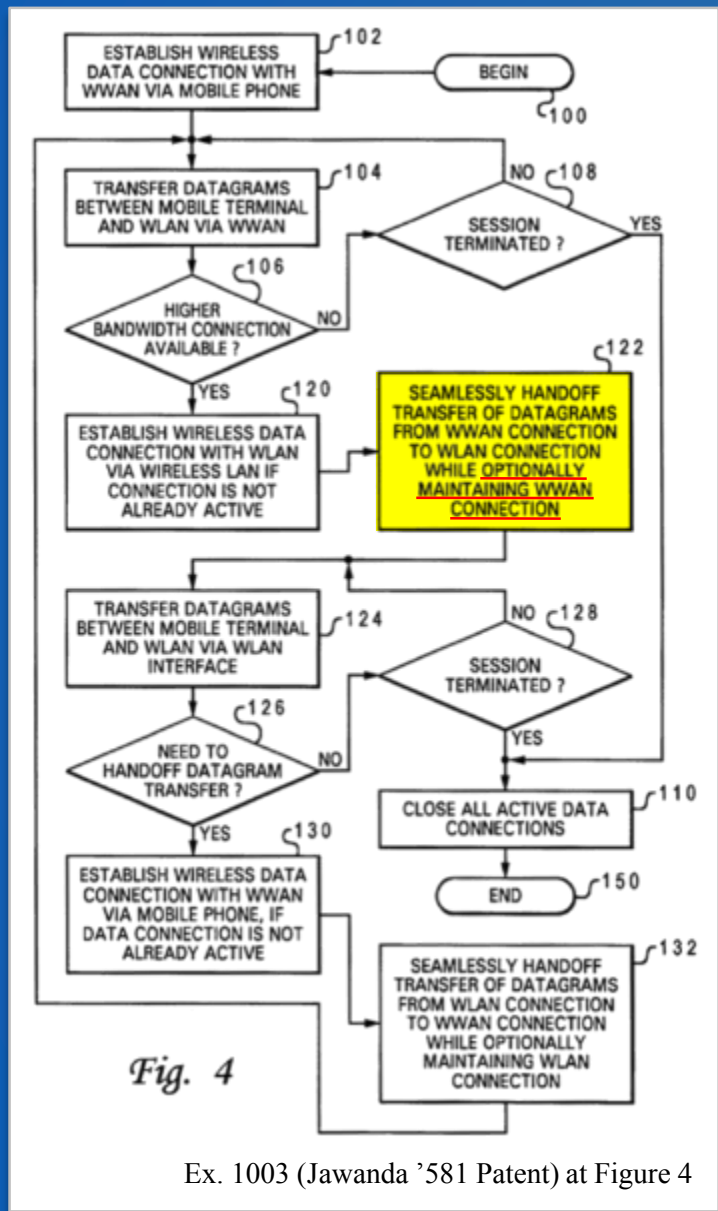 102
ESTABLISH WIRELESS
DATA CONNECTION WITH
WWAN VIA MOBILE PHONE
BEGIN
100
104
TRANSFER DATAGRAMS
BETWEEN MOBILE TERMINAL
AND WLAN VIA WWAN
NO
108
SESSION
TERMINATED ?
YES
106
HIGHER
BANDWIDTH CONNECTION
AVAILABLE ?
NO
YES
120
ESTABLISH WIRELESS DATA
CONNECTION WITH WLAN
VIA WIRELESS LAN IF
CONNECTION IS NOT
ALREADY ACTIVE
122
SEAMLESSLY HANDOFF
TRANSFER OF DATAGRAMS
FROM WWAN CONNECTION
TO WLAN CONNECTION
WHILE OPTIONALLY
MAINTAINING WWAN
CONNECTION
TRANSFER DATAGRAMS
BETWEEN MOBILE TERMINAL
AND WLAN VIA WLAN
INTERFACE
124
NO
128
SESSION
TERMINATED ?
YES
126
NEED TO
HANDOFF DATAGRAM
TRANSFER ?
NO
YES
110
CLOSE ALL ACTIVE DATA
CONNECTIONS
END
150
130
ESTABLISH WIRELESS DATA
CONNECTION WITH WWAN
VIA MOBILE PHONE, IF
DATA CONNECTION IS NOT
ALREADY ACTIVE
132
SEAMLESSLY HANDOFF
TRANSFER OF DATAGRAMS
FROM WLAN CONNECTION
TO WWAN CONNECTION
WHILE OPTIONALLY
MAINTAINING WLAN
CONNECTION
Fig. 4
Ex. 1003 (Jawanda ’581 Patent) at Figure 4